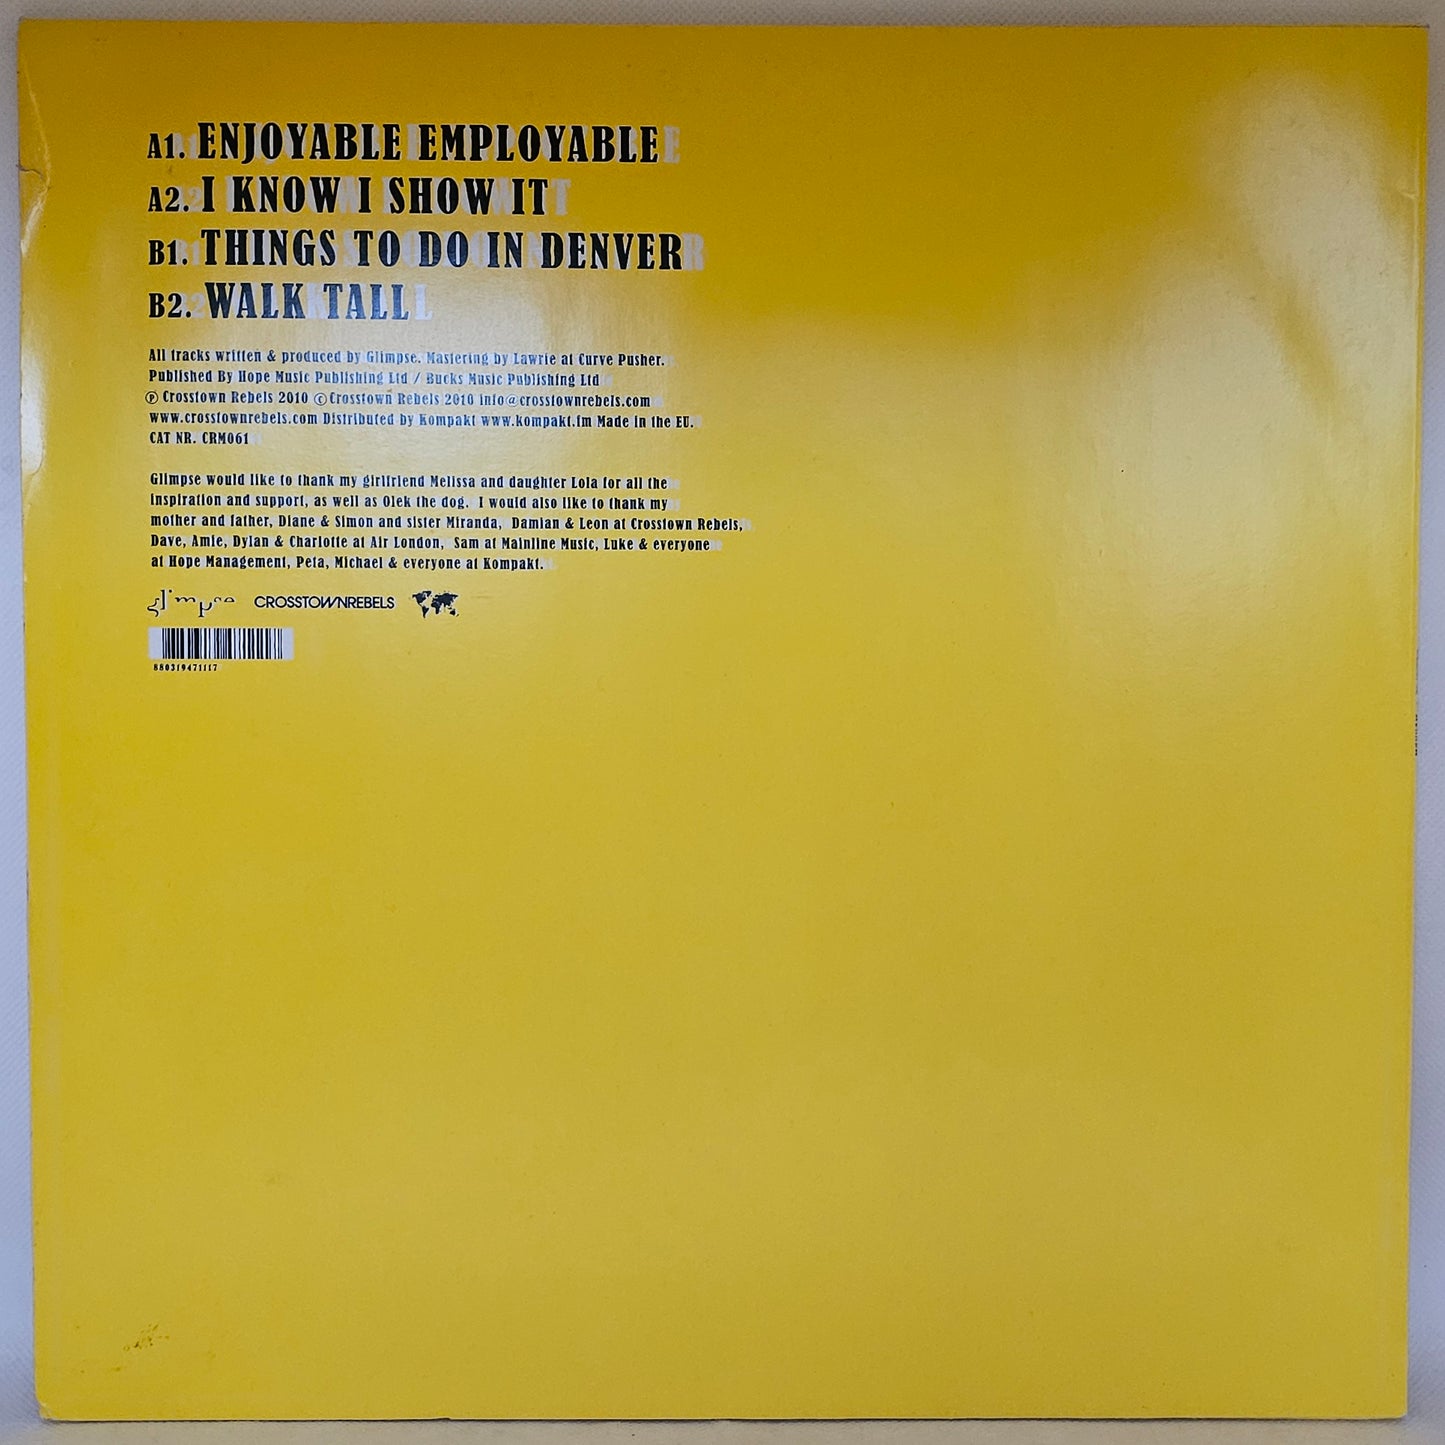 A1. ENJOYABLE EMPLOYABLE
A2. I KNOW I SHOW IT
B1. THINGS TO DO IN DENVER
B2. WALK TALL
All tracks written & produced by Glimpse. Mastering by Lawrie at Curve Pusher.
Published By Hope Music Publishing Ltd / Bucks Music Publishing Ltd
℗ Crosstown Rebels 2010 © Crosstown Rebels 2010 info@crosstownrebels.com
www.crosstownrebels.com Distributed by Kompakt www.kompakt.fm Made in the EU.
CAT NR. CRM061
Glimpse would like to thank my girlfriend Melissa and daughter Lola for all the
inspiration and support, as well as Olek the dog. I would also like to thank my
mother and father, Diane & Simon and sister Miranda, Damian & Leon at Crosstown Rebels,
Dave, Amie, Dylan & Charlotte at Air London, Sam at Mainline Music, Luke & everyone
at Hope Management, Peta, Michael & everyone at Kompakt.
glimpse CROSSTOWNREBELS
880319471117